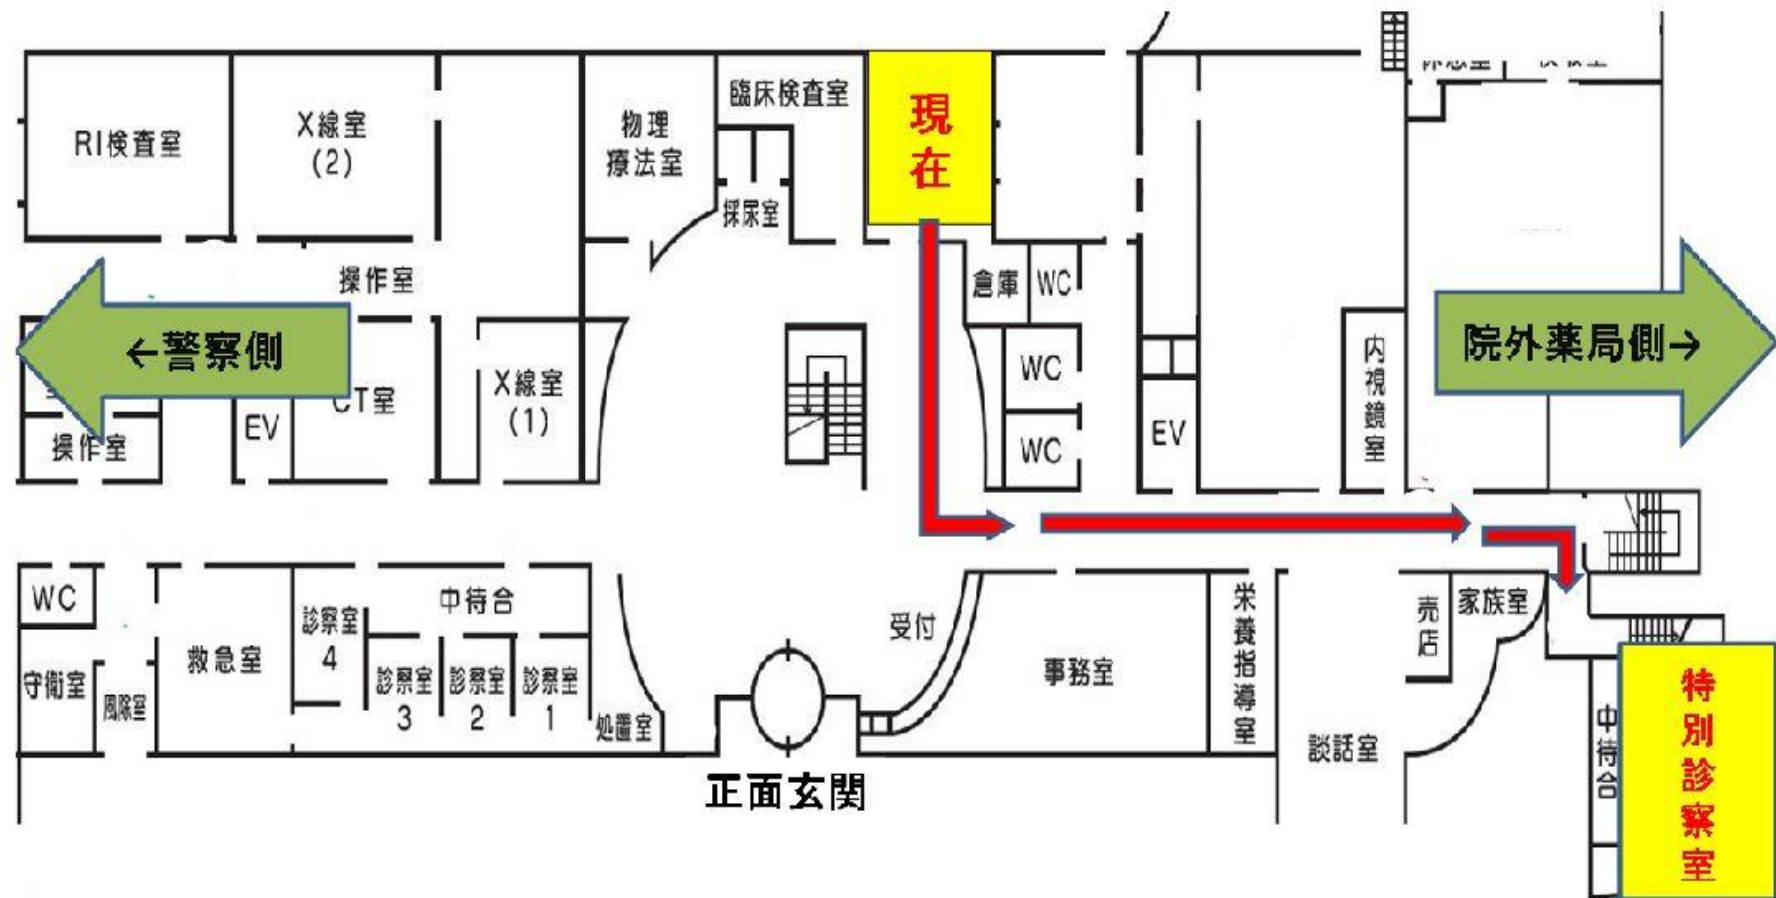 臨床検査室
現在
RI検査室
X線室
(2)
物理
療法室
採尿室
操作室
倉庫
WC
←警察側
院外薬局側→
CT室
X線室
(1)
WC
内視鏡室
操作室
EV
WC
EV
WC
診察室
4
中待合
栄養指導室
売店
家族室
受付
救急室
守衛室
風除室
診察室
3
診察室
2
診察室
1
処置室
事務室
特別診察室
中待合
談話室
正面玄関